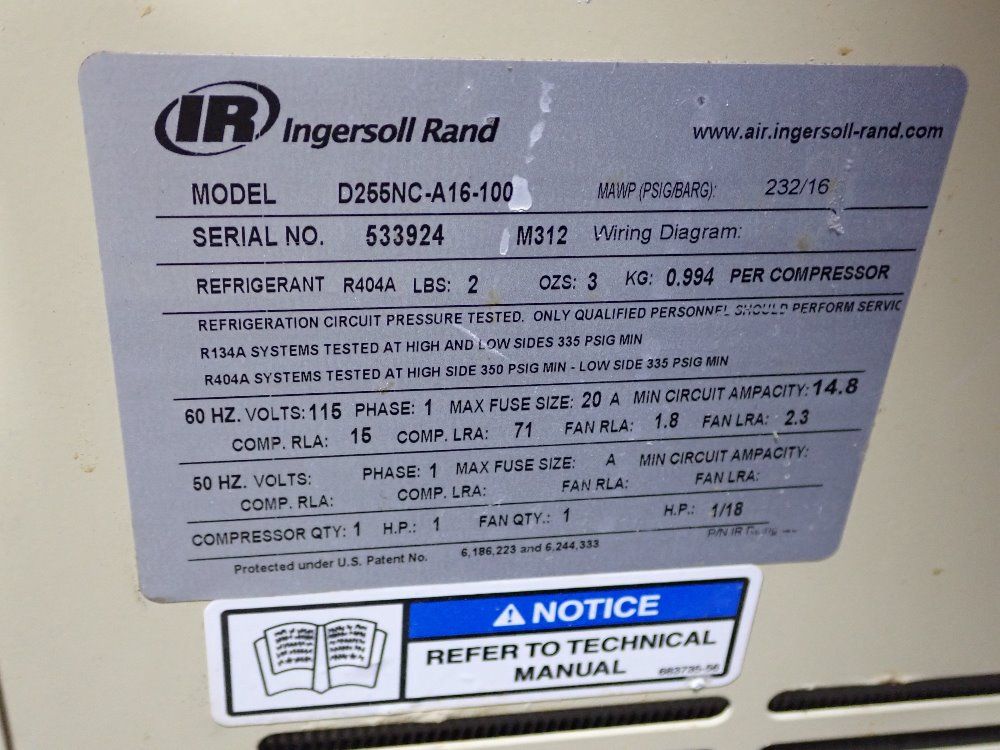 IR Ingersoll Rand www.air.ingersoll-rand.com
MODEL D255NC-A16-100 MAWP (PSIG/BARG): 232/16
SERIAL NO. 533924 M312 Wiring Diagram:
REFRIGERANT R404A LBS: 2 OZS: 3 KG: 0.994 PER COMPRESSOR
REFRIGERATION CIRCUIT PRESSURE TESTED. ONLY QUALIFIED PERSONNEL SHOULD PERFORM SERVIC
R134A SYSTEMS TESTED AT HIGH AND LOW SIDES 335 PSIG MIN
R404A SYSTEMS TESTED AT HIGH SIDE 350 PSIG MIN - LOW SIDE 335 PSIG MIN
60 HZ. VOLTS: 115 PHASE: 1 MAX FUSE SIZE: 20 A MIN CIRCUIT AMPACITY: 14.8
COMP. RLA: 15 COMP. LRA: 71 FAN RLA: 1.8 FAN LRA: 2.3
50 HZ. VOLTS: PHASE: 1 MAX FUSE SIZE: A MIN CIRCUIT AMPACITY:
COMP. RLA: COMP. LRA: FAN RLA: FAN LRA:
COMPRESSOR QTY: 1 H.P.: 1 FAN QTY.: 1 H.P.: 1/18
Protected under U.S. Patent No. 6,186,223 and 6,244,333 P/N IR
NOTICE
REFER TO TECHNICAL
MANUAL